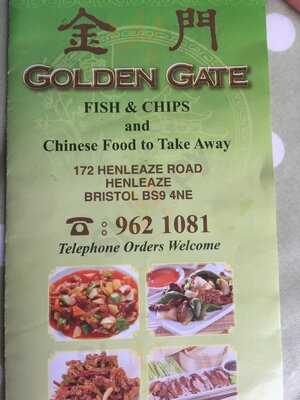 金門
GOLDEN GATE
FISH & CHIPS
and
Chinese Food to Take Away
172 HENLEAZE ROAD
HENLEAZE
BRISTOL BS9 4NE
☎: 962 1081
Telephone Orders Welcome